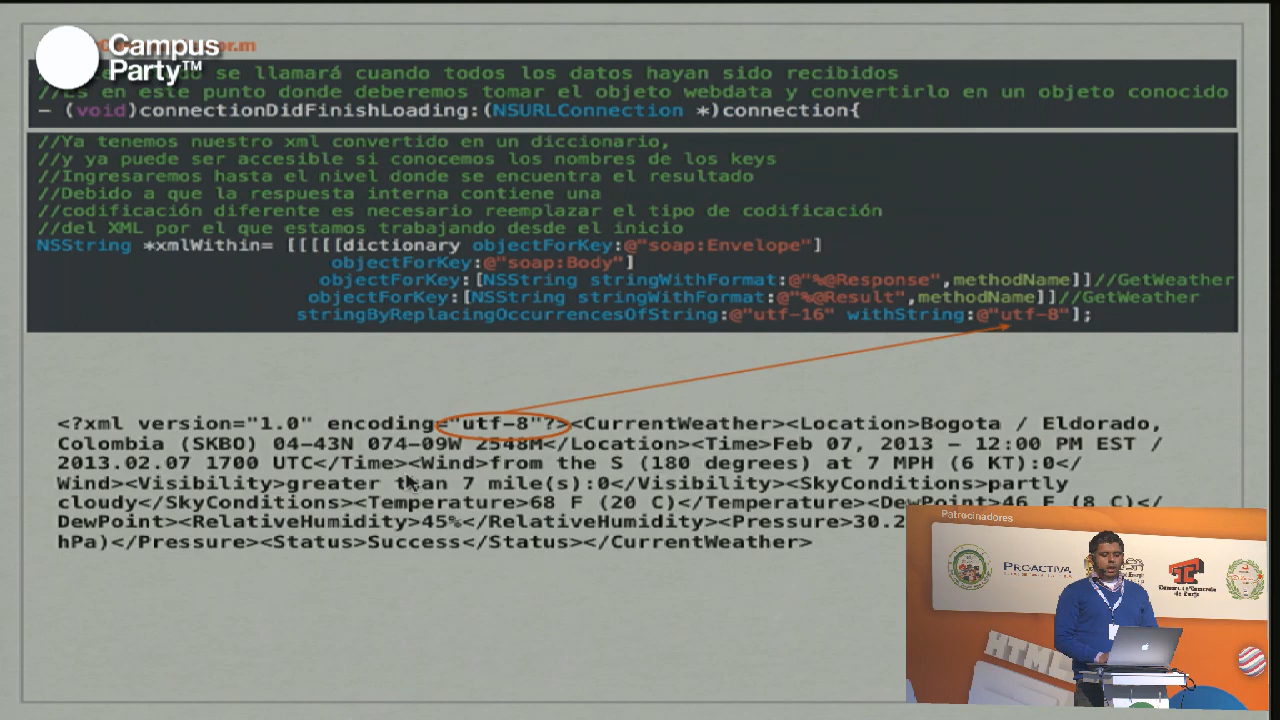 Campus
Party™
or.m
se llamará cuando todos los datos hayan sido recibidos
//Es en este punto donde deberemos tomar el objeto webdata y convertirlo en un objeto conocido
– (void)connectionDidFinishLoading:(NSURLConnection *)connection{
//Ya tenemos nuestro xml convertido en un diccionario,
//y ya puede ser accesible si conocemos los nombres de los keys
//Ingresaremos hasta el nivel donde se encuentra el resultado
//Debido a que la respuesta interna contiene una
//codificación diferente es necesario reemplazar el tipo de codificación
//del XML por el que estamos trabajando desde el inicio
NSString *xmlWithin= [[[[[dictionary objectForKey:@"soap:Envelope"]
objectForKey:@"soap:Body"]
objectForKey:[NSString stringWithFormat:@"%@Response",methodName]]//GetWeather
objectForKey:[NSString stringWithFormat:@"%@Result",methodName]]//GetWeather
stringByReplacingOccurrencesOfString:@"utf-16" withString:@"utf-8"];
<?xml version="1.0" encoding="utf-8"?><CurrentWeather><Location>Bogota / Eldorado,
Colombia (SKBO) 04-43N 074-09W 2548M</Location><Time>Feb 07, 2013 – 12:00 PM EST /
2013.02.07 1700 UTC</Time><Wind>from the S (180 degrees) at 7 MPH (6 KT):0</
Wind><Visibility>greater than 7 mile(s):0</Visibility><SkyConditions>partly
cloudy</SkyConditions><Temperature>68 F (20 C)</Temperature><DewPoint>46 F (8 C)</
DewPoint><RelativeHumidity>45%</RelativeHumidity><Pressure>30.2
hPa)</Pressure><Status>Success</Status></CurrentWeather>
Patrocinadores
PROACTIVA
HTML